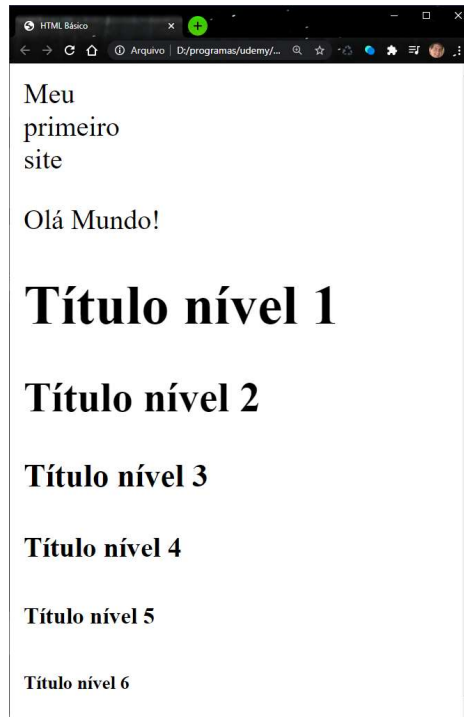 HTML Básico
Arquivo | D:/programas/udemy/...
Meu
primeiro
site
Olá Mundo!
Título nível 1
Título nível 2
Título nível 3
Título nível 4
Título nível 5
Título nível 6